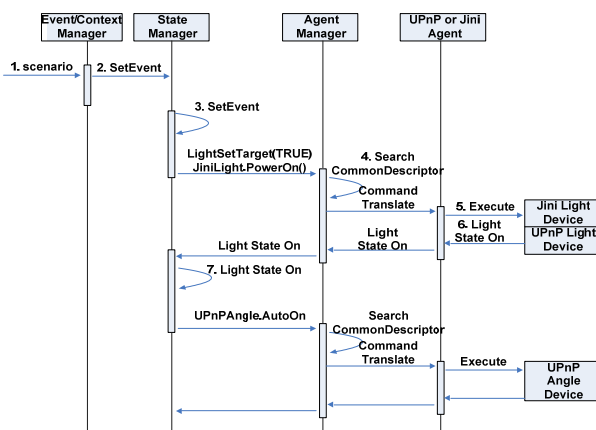 Event/Context
Manager
State
Manager
Agent
Manager
UPnP or Jini
Agent
1. scenario
2. SetEvent
3. SetEvent
LightSetTarget(TRUE)
JiniLight.PowerOn()
4. Search
CommonDescriptor
Command
Translate
5. Execute
Jini Light
Device
6. Light
State On
UPnP Light
Device
Light
State On
Light State On
7. Light State On
UPnPAngle.AutoOn
Search
CommonDescriptor
Command
Translate
Execute
UPnP
Angle
Device